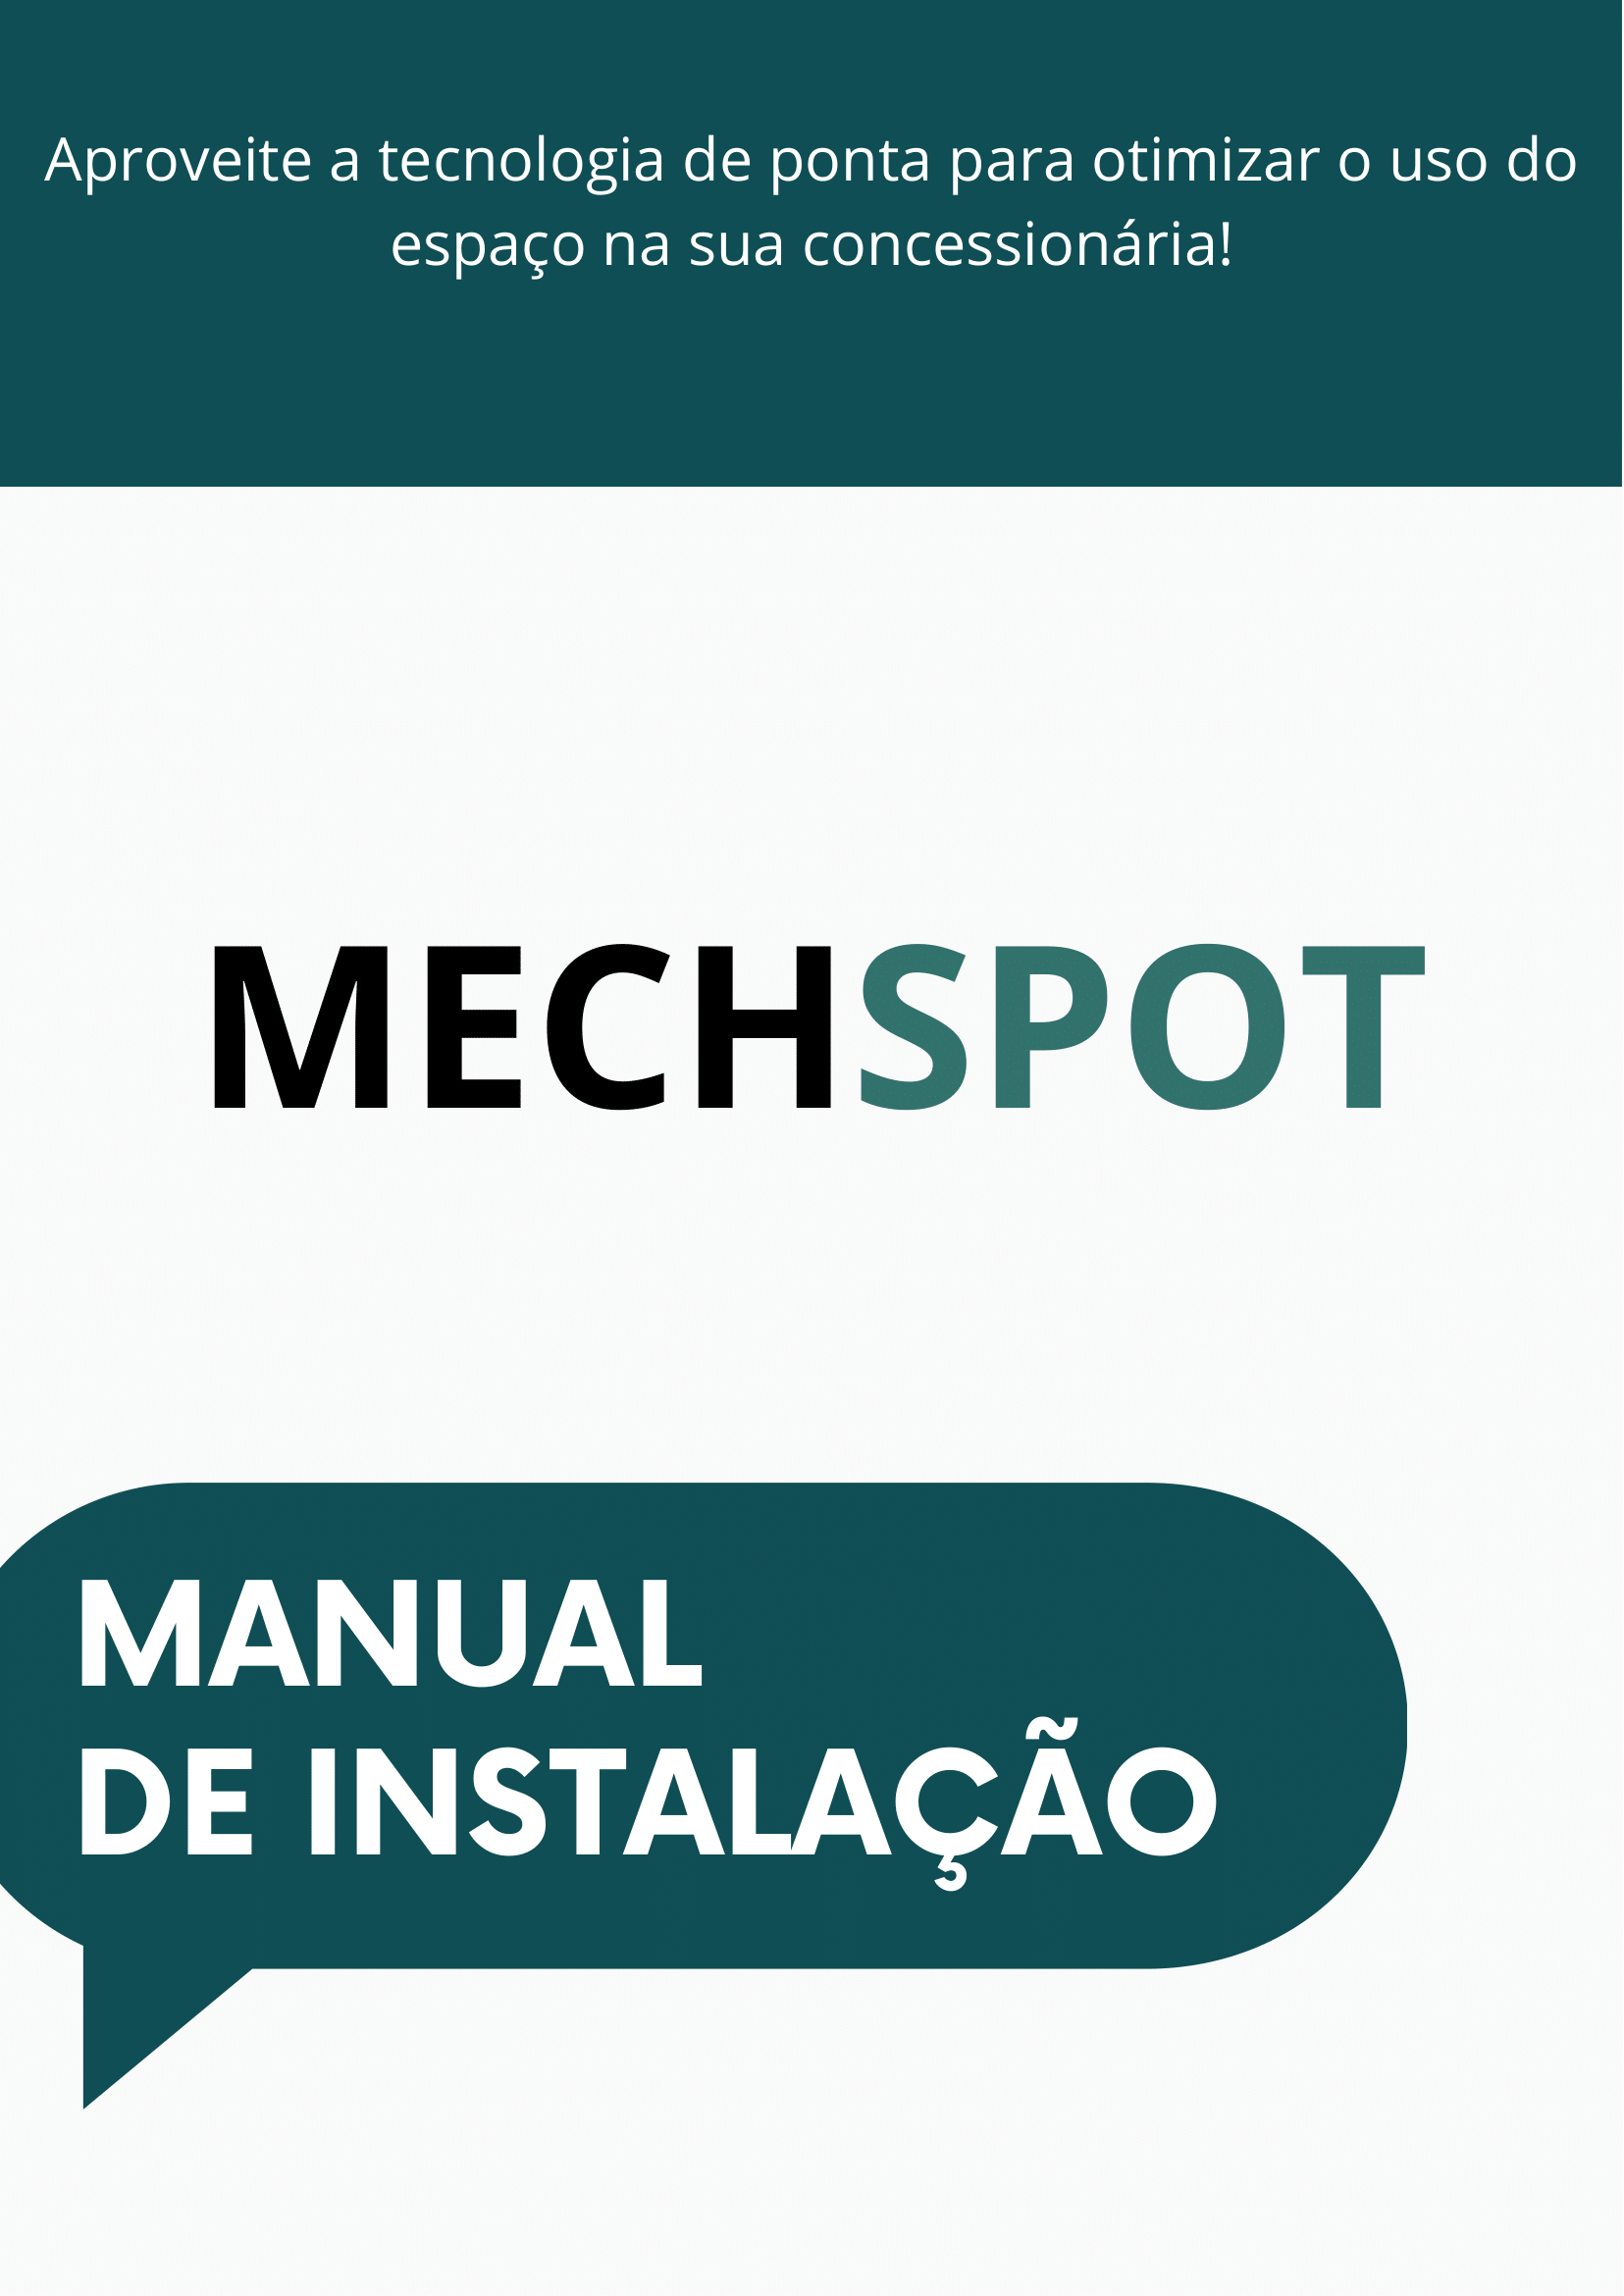 Aproveite a tecnologia de ponta para otimizar o uso do
espaço na sua concessionária!
MECHSPOT
MANUAL
DE INSTALAÇÃO